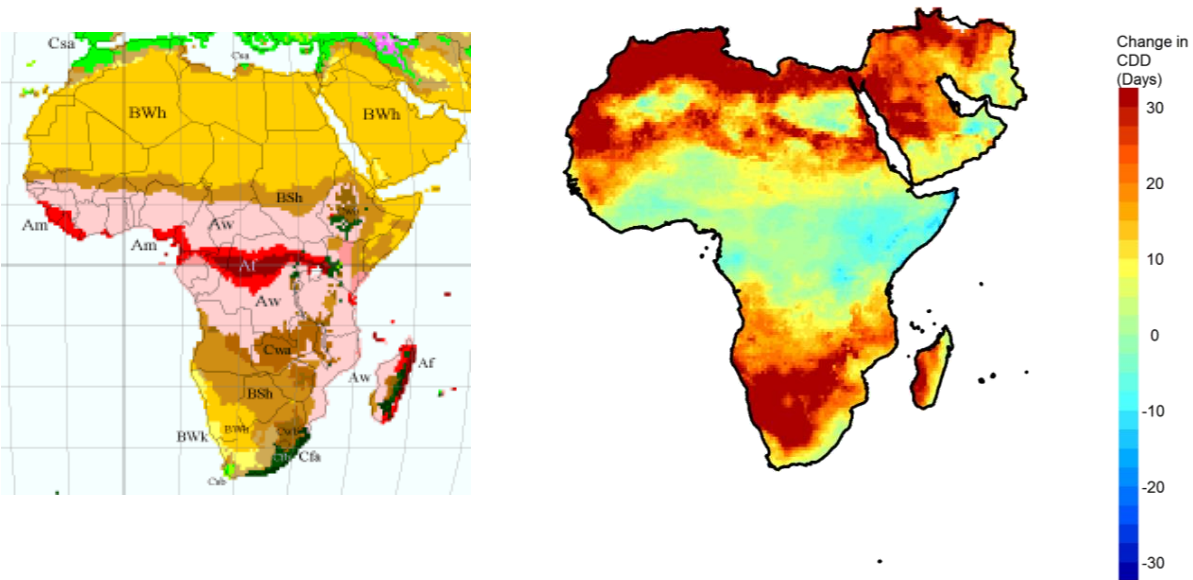 Csa
Csa
BWh
BWh
BSh
Am
Aw
Am
Af
Aw
Cwa
Af
Aw
BSh
BWk
BWh
Cfa
Csb
Change in
CDD
(Days)
30
20
10
0
-10
-20
-30